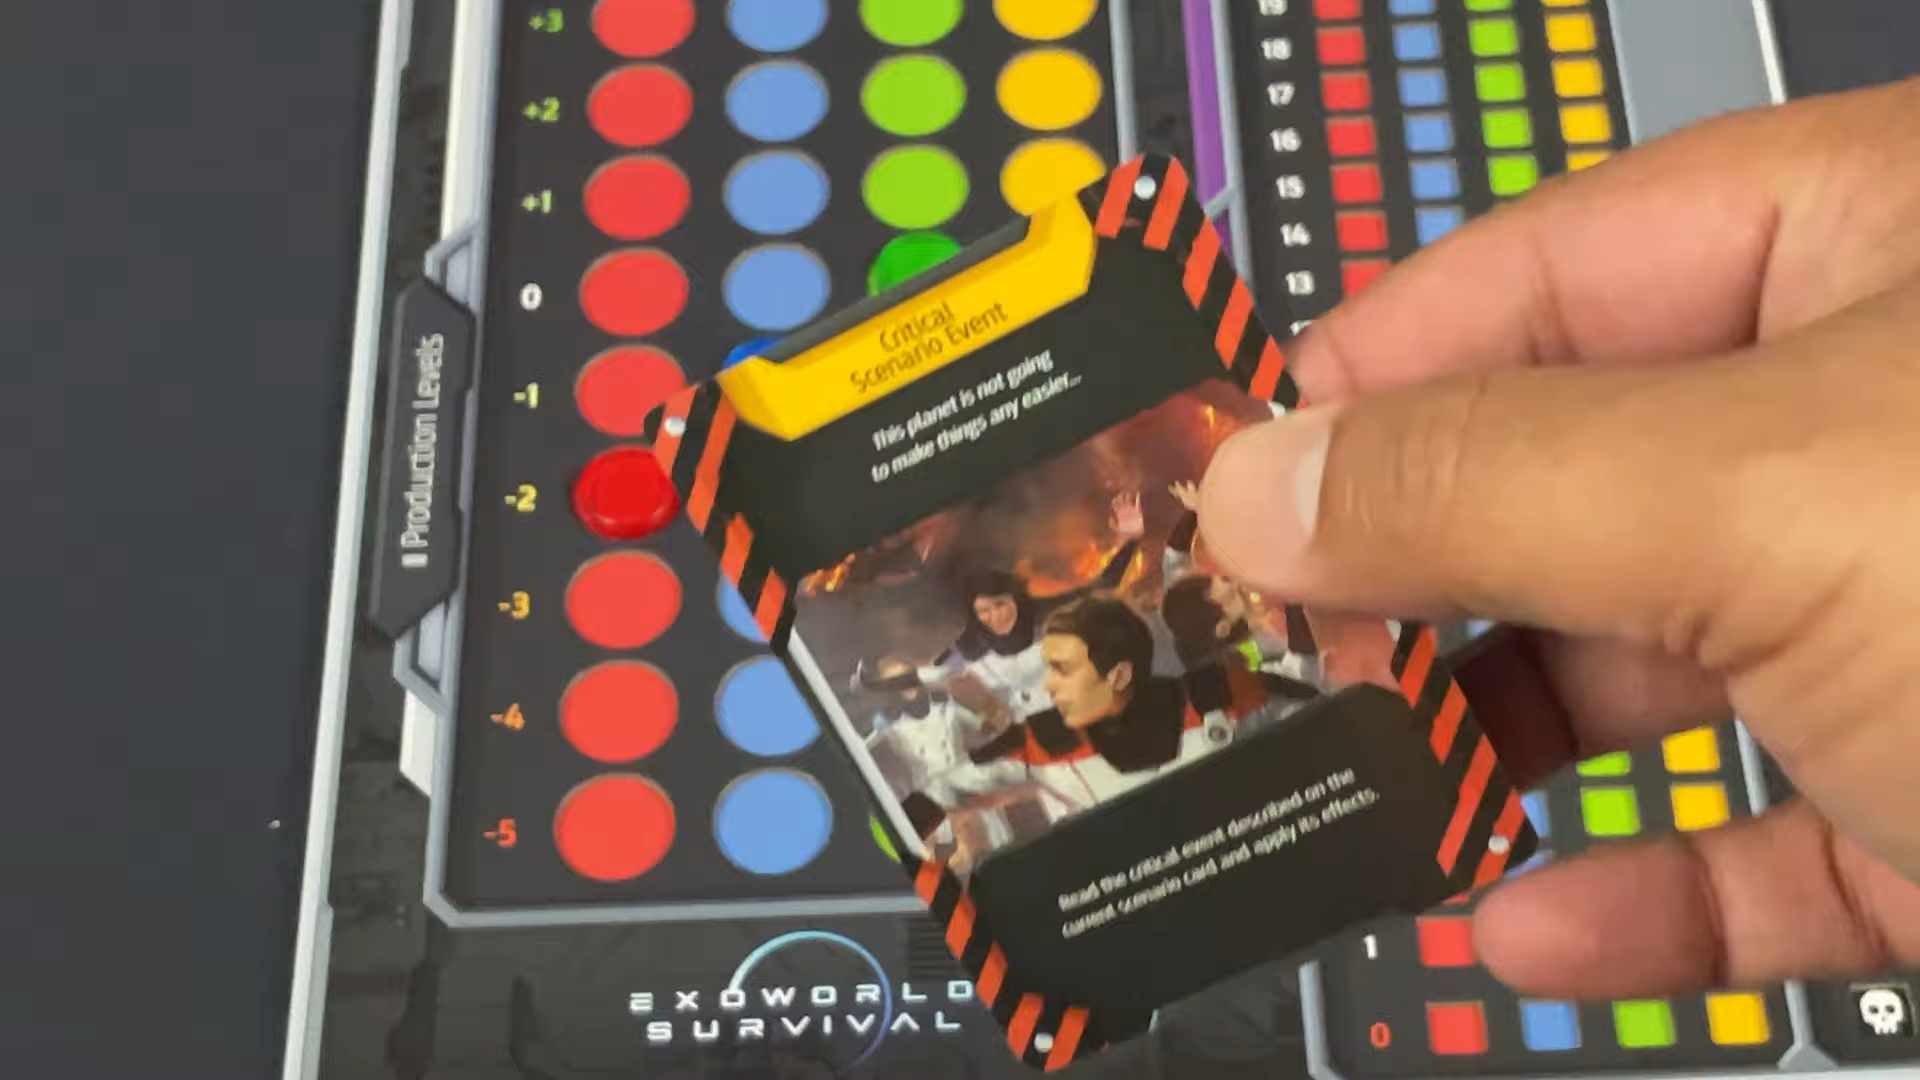 +3
+2
+1
0
-1
-2
-3
-4
-5
Production Levels
Critical
Scenario Event
This planet is not going
to make things any easier...
Read the critical event described on the
current scenario card and apply its effects.
EXOWORLD
SURVIVAL
19
18
17
16
15
14
13
1
0